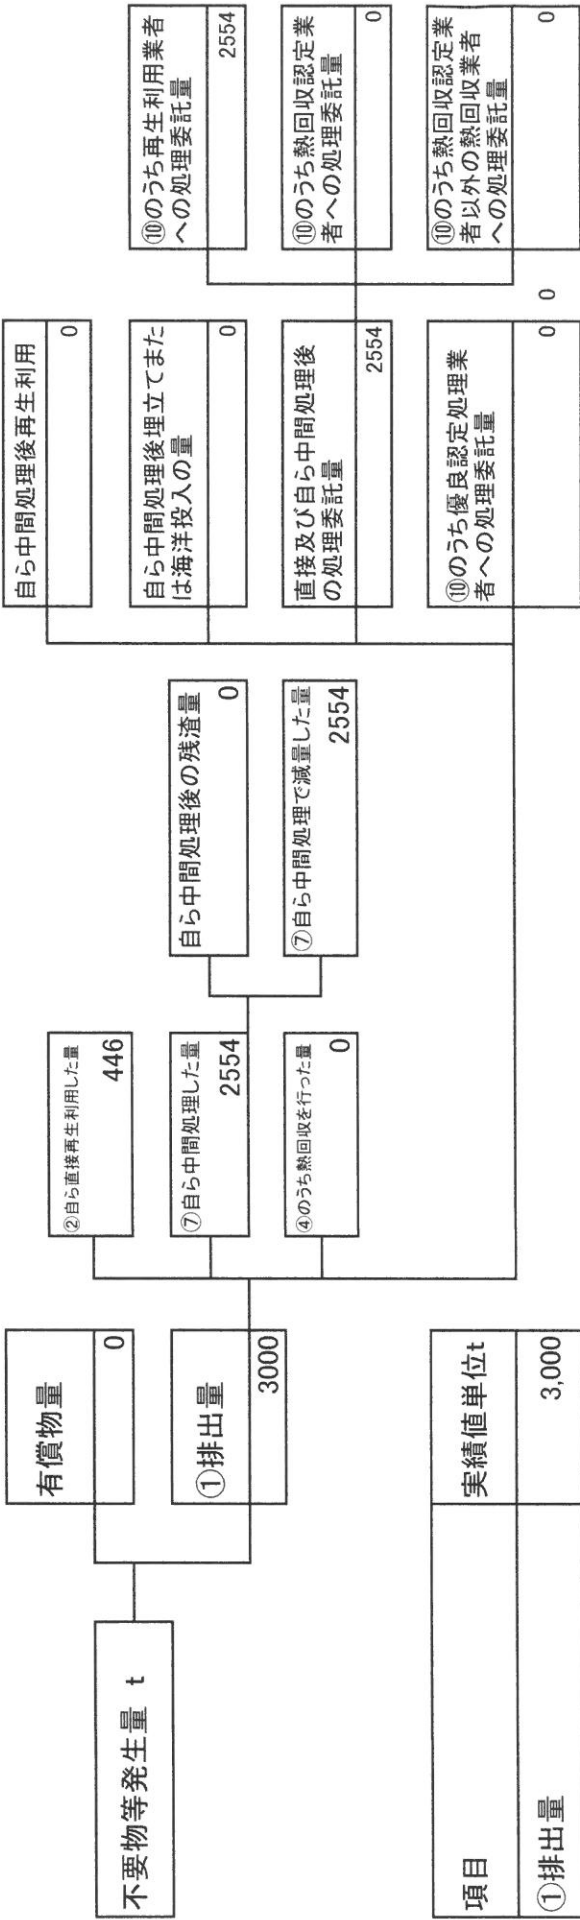 不要物等発生量 t
有償物量
0
①排出量
3000
②自ら直接再生利用した量
446
⑦自ら中間処理した量
2554
④のうち熱回収を行った量
0
自ら中間処理後の残渣量
0
⑦自ら中間処理で減量した量
2554
自ら中間処理後再生利用
0
自ら中間処理後埋立てまた
は海洋投入の量
0
直接及び自ら中間処理後
の処理委託量
2554
⑩のうち優良認定処理業
者への処理委託量
0
0
⑩のうち再生利用業者
への処理委託量
2554
⑩のうち熱回収認定業
者への処理委託量
0
⑩のうち熱回収認定業
者以外の熱回収業者
への処理委託量
0
項目
実績値単位t
①排出量
3,000